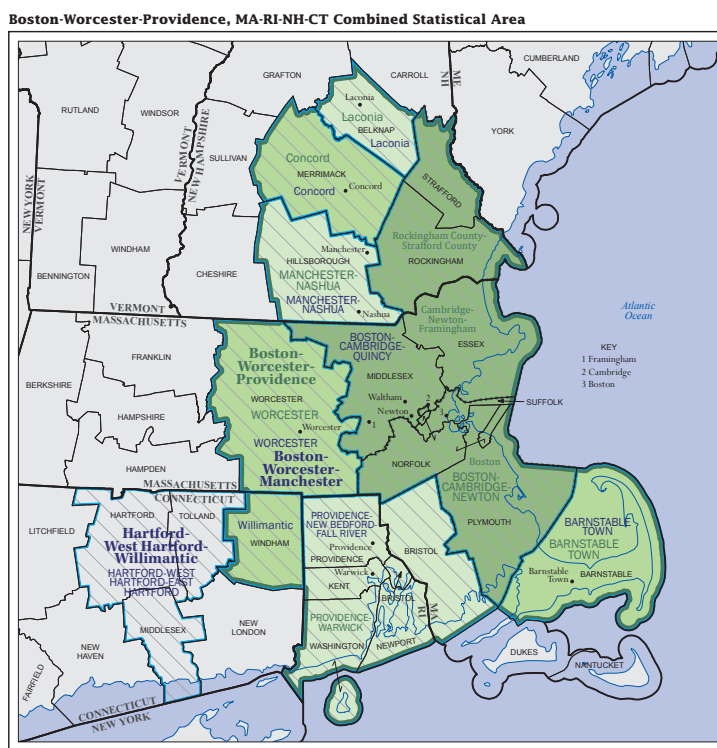 Boston-Worcester-Providence, MA-RI-NH-CT Combined Statistical Area
CUMBERLAND
GRAFTON
CARROLL
ME
NH
Laconia
Laconia
BELKNAP
Laconia
RUTLAND
WINDSOR
VERMONT
NEW HAMPSHIRE
YORK
SULLIVAN
Concord
MERRIMACK
Concord
Concord
STRAFFORD
NEW YORK
VERMONT
Rockingham County-
Strafford County
ROCKINGHAM
WINDHAM
Manchester
HILLSBOROUGH
MANCHESTER-
NASHUA
MANCHESTER-
NASHUA
Nashua
BENNINGTON
CHESHIRE
VERMONT
MASSACHUSETTS
Cambridge-
Newton-
Framingham
ESSEX
Atlantic
Ocean
BOSTON-
CAMBRIDGE-
QUINCY
KEY
1 Framingham
2 Cambridge
3 Boston
FRANKLIN
Boston-
Worcester-
Providence
MIDDLESEX
BERKSHIRE
WORCESTER
WORCESTER
Worcester
WORCESTER
Boston-
Worcester-
Manchester
Waltham
Newton
2
3
1
SUFFOLK
HAMPSHIRE
HAMPDEN
NORFOLK
Boston
BOSTON-
CAMBRIDGE-
NEWTON
PLYMOUTH
MASSACHUSETTS
CONNECTICUT
HARTFORD
TOLLAND
LITCHFIELD
Hartford-
West Hartford-
Willimantic
HARTFORD-WEST
HARTFORD-EAST
HARTFORD
Willimantic
WINDHAM
PROVIDENCE-
NEW BEDFORD-
FALL RIVER
Providence
PROVIDENCE
Warwick
KENT
BRISTOL
BRISTOL
MA
RI
BARNSTABLE
TOWN
BARNSTABLE
TOWN
Barnstable
Town
BARNSTABLE
PROVIDENCE-
WARWICK
WASHINGTON
NEWPORT
MIDDLESEX
NEW
LONDON
NEW
HAVEN
FAIRFIELD
DUKES
NANTUCKET
CONNECTICUT
NEW YORK